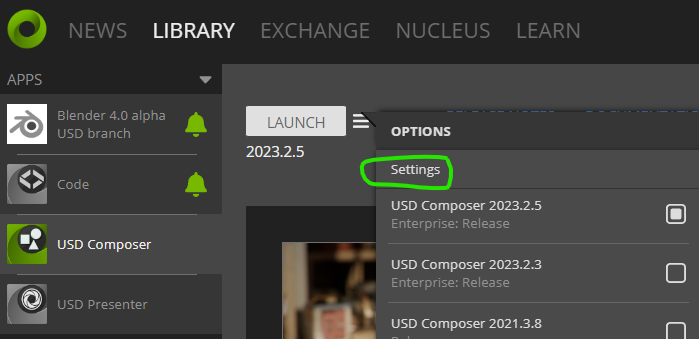 NEWS LIBRARY EXCHANGE NUCLEUS LEARN
APPS
Blender 4.0 alpha
USD branch
Code
USD Composer
USD Presenter
LAUNCH
2023.2.5
OPTIONS
Settings
USD Composer 2023.2.5
Enterprise: Release
USD Composer 2023.2.3
Enterprise: Release
USD Composer 2021.3.8